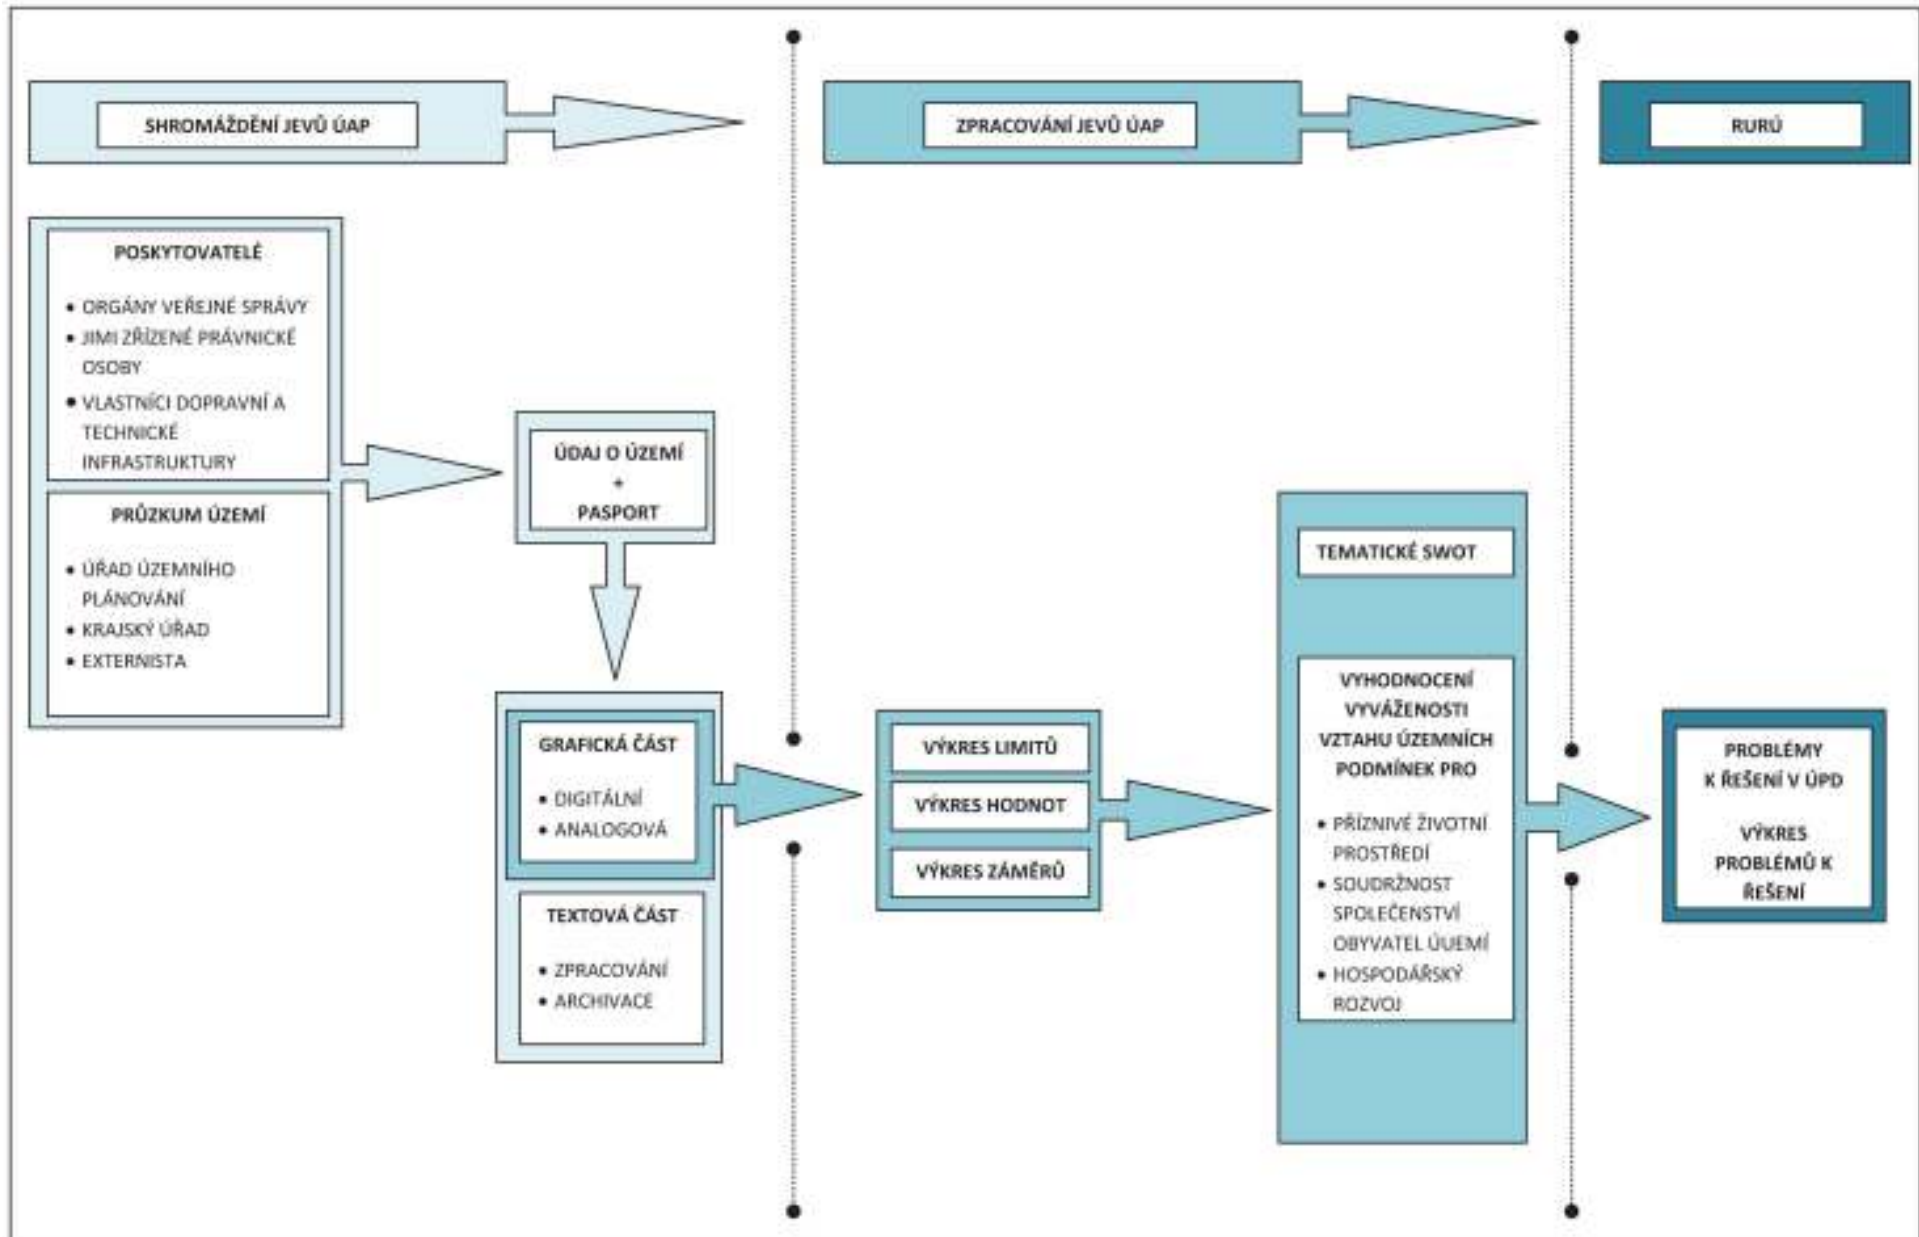 SHROMÁŽDĚNÍ JEVŮ ÚAP
ZPRACOVÁNÍ JEVŮ ÚAP
RURÚ
POSKYTOVATELÉ
• ORGÁNY VEŘEJNÉ SPRÁVY
• JIMI ZŘÍZENÉ PRÁVNICKÉ
OSOBY
• VLASTNÍCI DOPRAVNÍ A
TECHNICKÉ
INFRASTRUKTURY
PRŮZKUM ÚZEMÍ
• ÚŘAD ÚZEMNÍHO
PLÁNOVÁNÍ
• KRAJSKÝ ÚŘAD
• EXTERNISTA
ÚDAJ O ÚZEMÍ
+
PASPORT
GRAFICKÁ ČÁST
• DIGITÁLNÍ
• ANALOGOVÁ
TEXTOVÁ ČÁST
• ZPRACOVÁNÍ
• ARCHIVACE
VÝKRES LIMITŮ
VÝKRES HODNOT
VÝKRES ZÁMĚRŮ
TEMATICKÉ SWOT
VYHODNOCENÍ
VYVÁŽENOSTI
VZTAHU ÚZEMNÍCH
PODMÍNEK PRO
• PŘÍZNIVÉ ŽIVOTNÍ
PROSTŘEDÍ
• SOUDRŽNOST
SPOLEČENSTVÍ
OBYVATEL ÚUEMÍ
• HOSPODÁŘSKÝ
ROZVOJ
PROBLÉMY
K ŘEŠENÍ V ÚPD
VÝKRES
PROBLÉMŮ K
ŘEŠENÍ